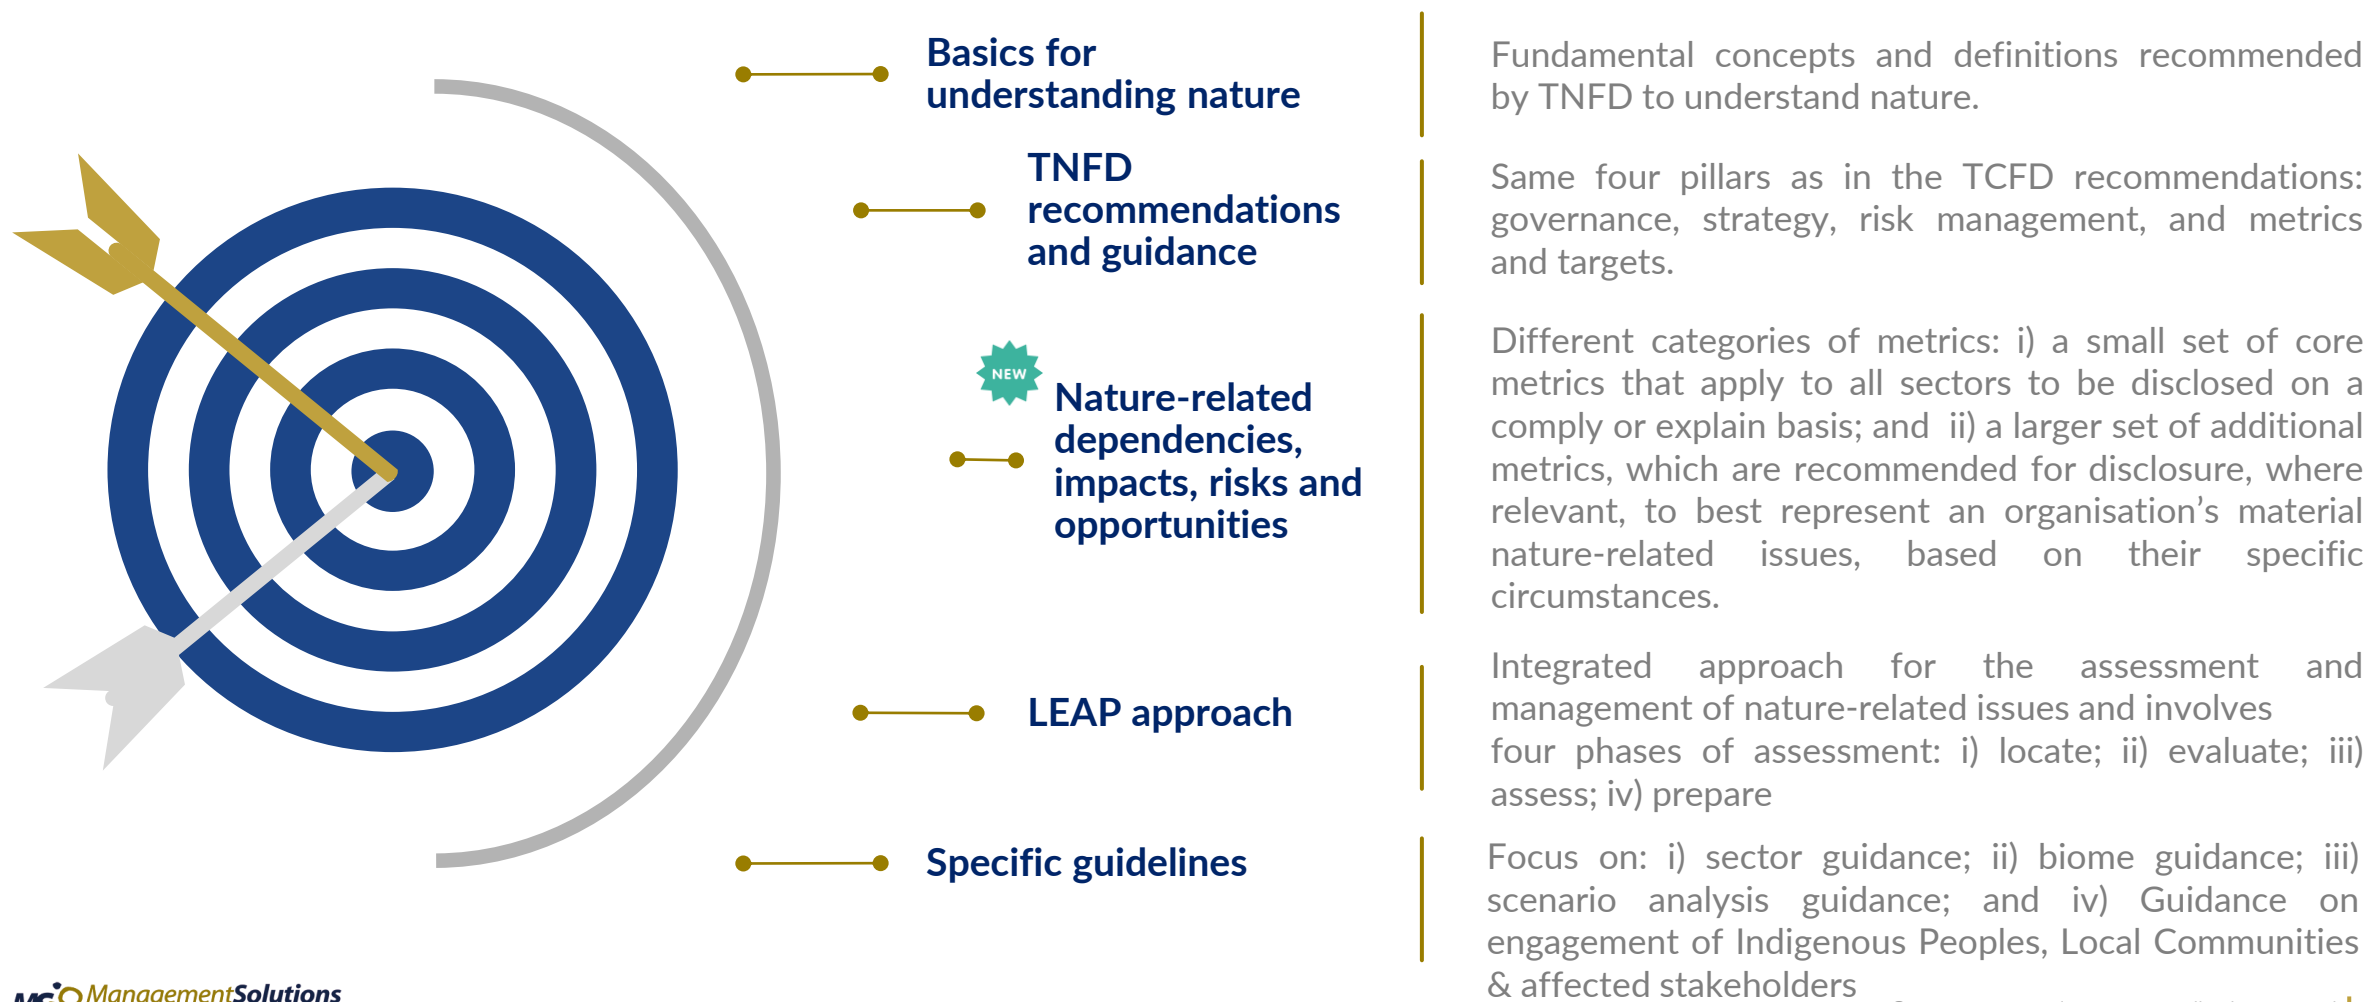 Basics for
understanding nature
Fundamental concepts and definitions recommended
by TNFD to understand nature.
TNFD
recommendations
and guidance
Same four pillars as in the TCFD recommendations:
governance, strategy, risk management, and metrics
and targets.
NEW
Nature-related
dependencies,
impacts, risks and
opportunities
Different categories of metrics: i) a small set of core
metrics that apply to all sectors to be disclosed on a
comply or explain basis; and ii) a larger set of additional
metrics, which are recommended for disclosure, where
relevant, to best represent an organisation’s material
nature-related issues, based on their specific
circumstances.
LEAP approach
Integrated approach for the assessment and
management of nature-related issues and involves
four phases of assessment: i) locate; ii) evaluate; iii)
assess; iv) prepare
Specific guidelines
Focus on: i) sector guidance; ii) biome guidance; iii)
scenario analysis guidance; and iv) Guidance on
engagement of Indigenous Peoples, Local Communities
& affected stakeholders
MS ManagementSolutions